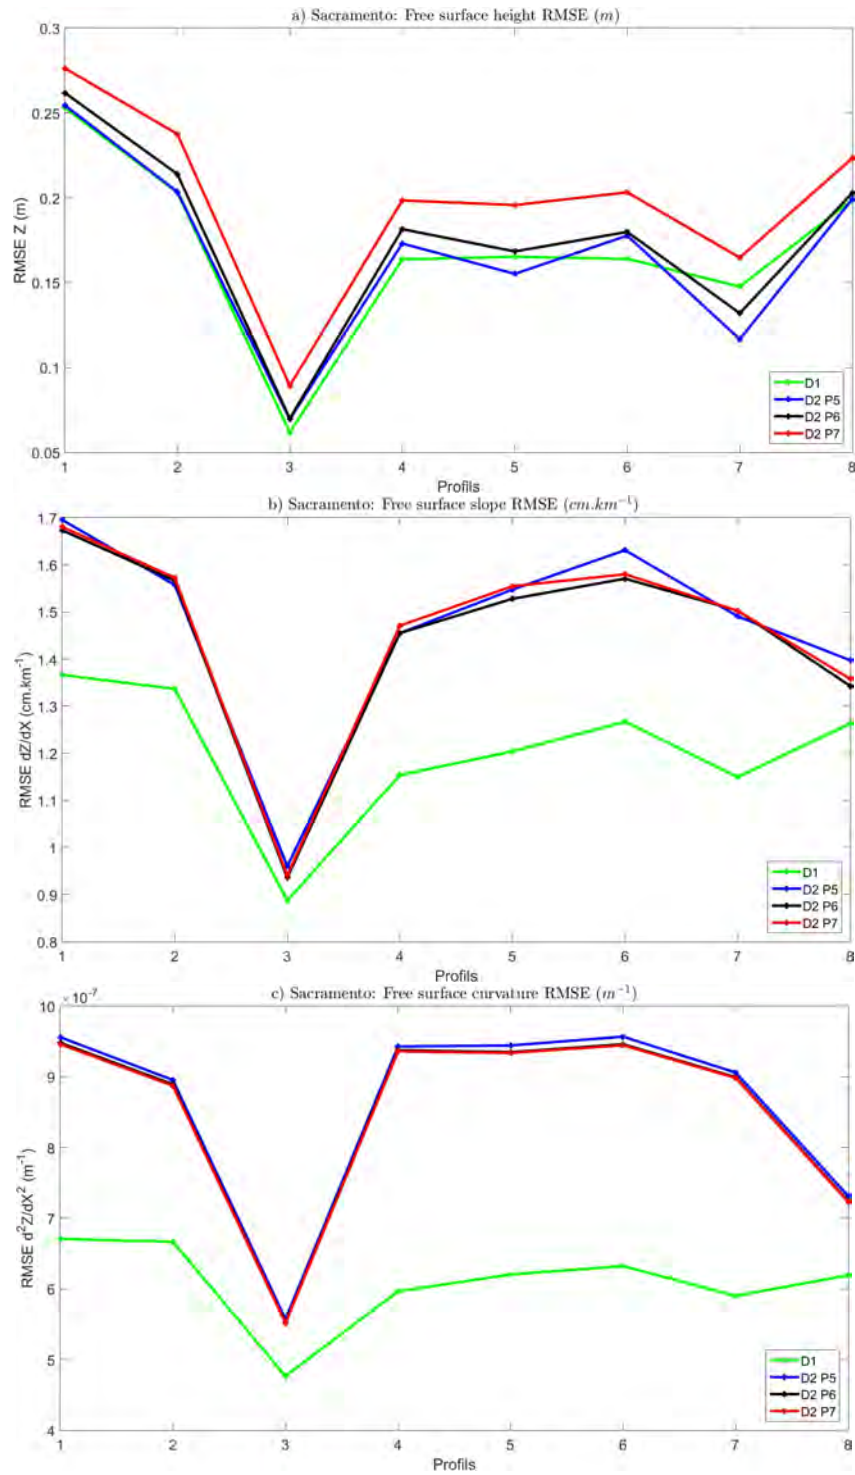 a) Sacramento: Free surface height RMSE (m)
0.3
0.25
0.2
0.15
0.1
0.05
RMSE Z (m)
1 2 3 4 5 6 7 8
Profils
D1
D2 P5
D2 P6
D2 P7
b) Sacramento: Free surface slope RMSE (cm.km⁻¹)
1.7
1.6
1.5
1.4
1.3
1.2
1.1
1
0.9
0.8
RMSE dZ/dX (cm.km⁻¹)
1 2 3 4 5 6 7 8
Profils
D1
D2 P5
D2 P6
D2 P7
c) Sacramento: Free surface curvature RMSE (m⁻¹)
×10⁻⁷
10
9
8
7
6
5
4
RMSE d²Z/dX² (m⁻¹)
1 2 3 4 5 6 7 8
Profils
D1
D2 P5
D2 P6
D2 P7